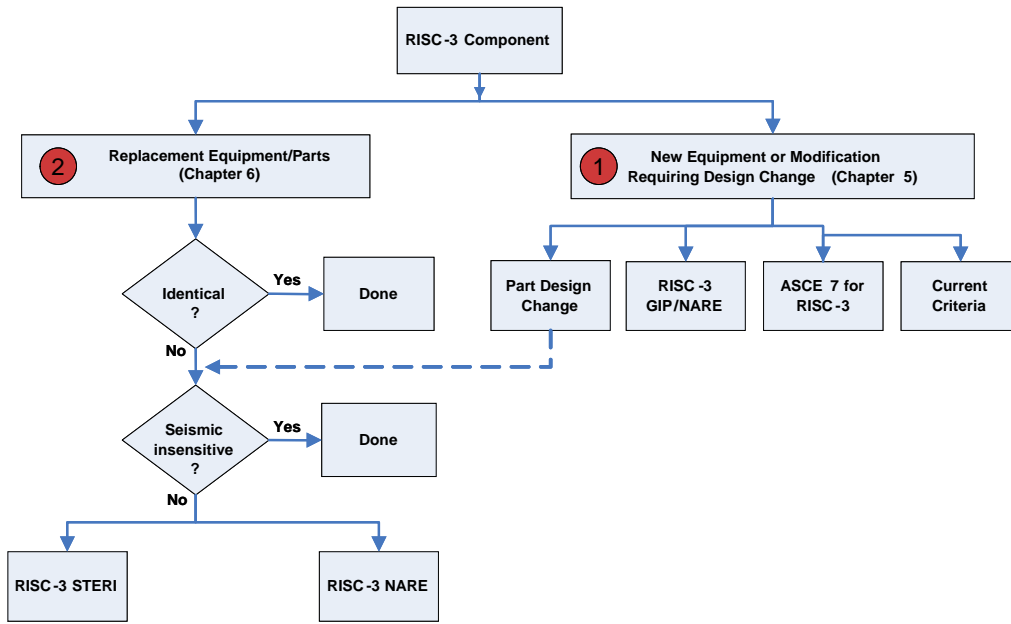 RISC-3 Component
2
Replacement Equipment/Parts
(Chapter 6)
1
New Equipment or Modification
Requiring Design Change (Chapter 5)
Identical
?
Yes
Done
Part Design
Change
RISC-3
GIP/NARE
ASCE 7 for
RISC-3
Current
Criteria
No
Seismic
insensitive
?
Yes
Done
No
RISC-3 STERI
RISC-3 NARE